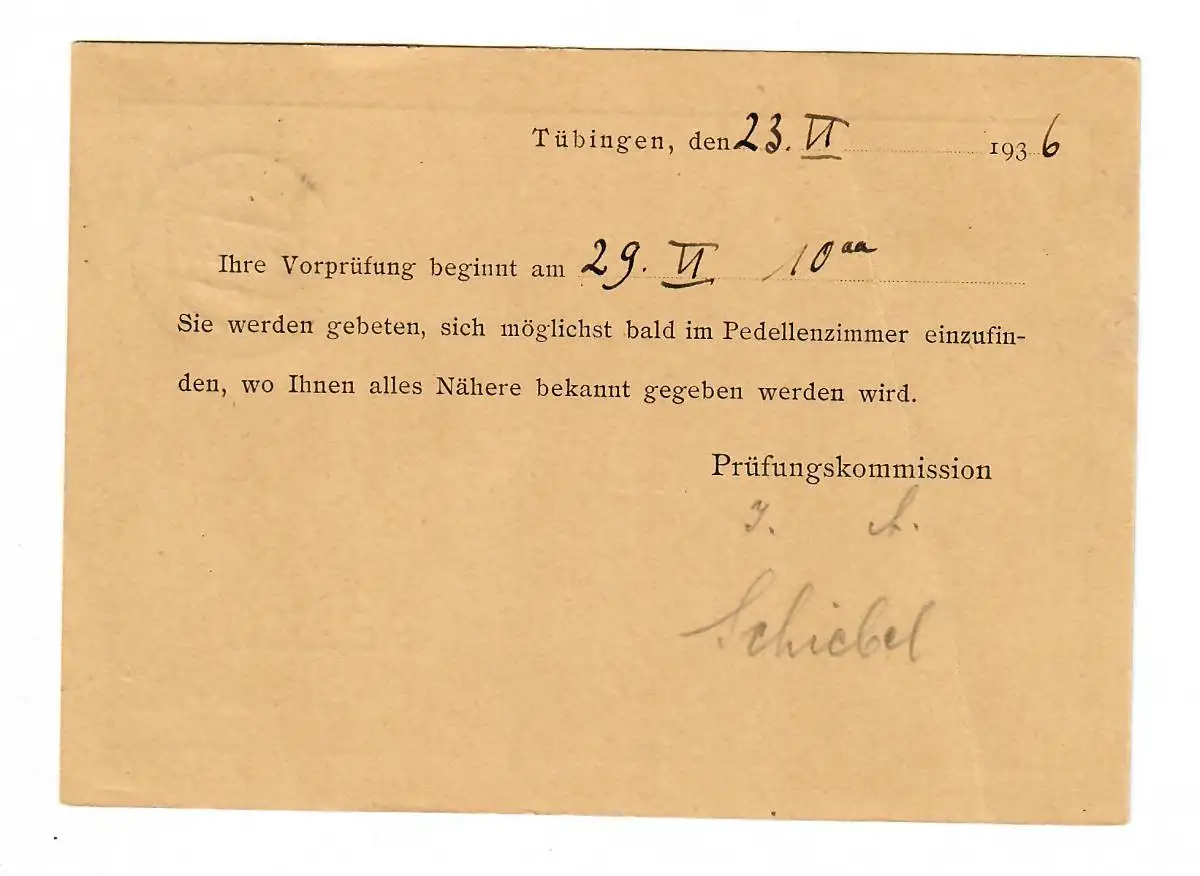 Tübingen, den 23. VI 1936
Ihre Vorprüfung beginnt am 29. VI 10
Sie werden gebeten, sich möglichst bald im Pedellenzimmer einzufin-
den, wo Ihnen alles Nähere bekannt gegeben werden wird.
Prüfungskommission
J. A.
Schiebel